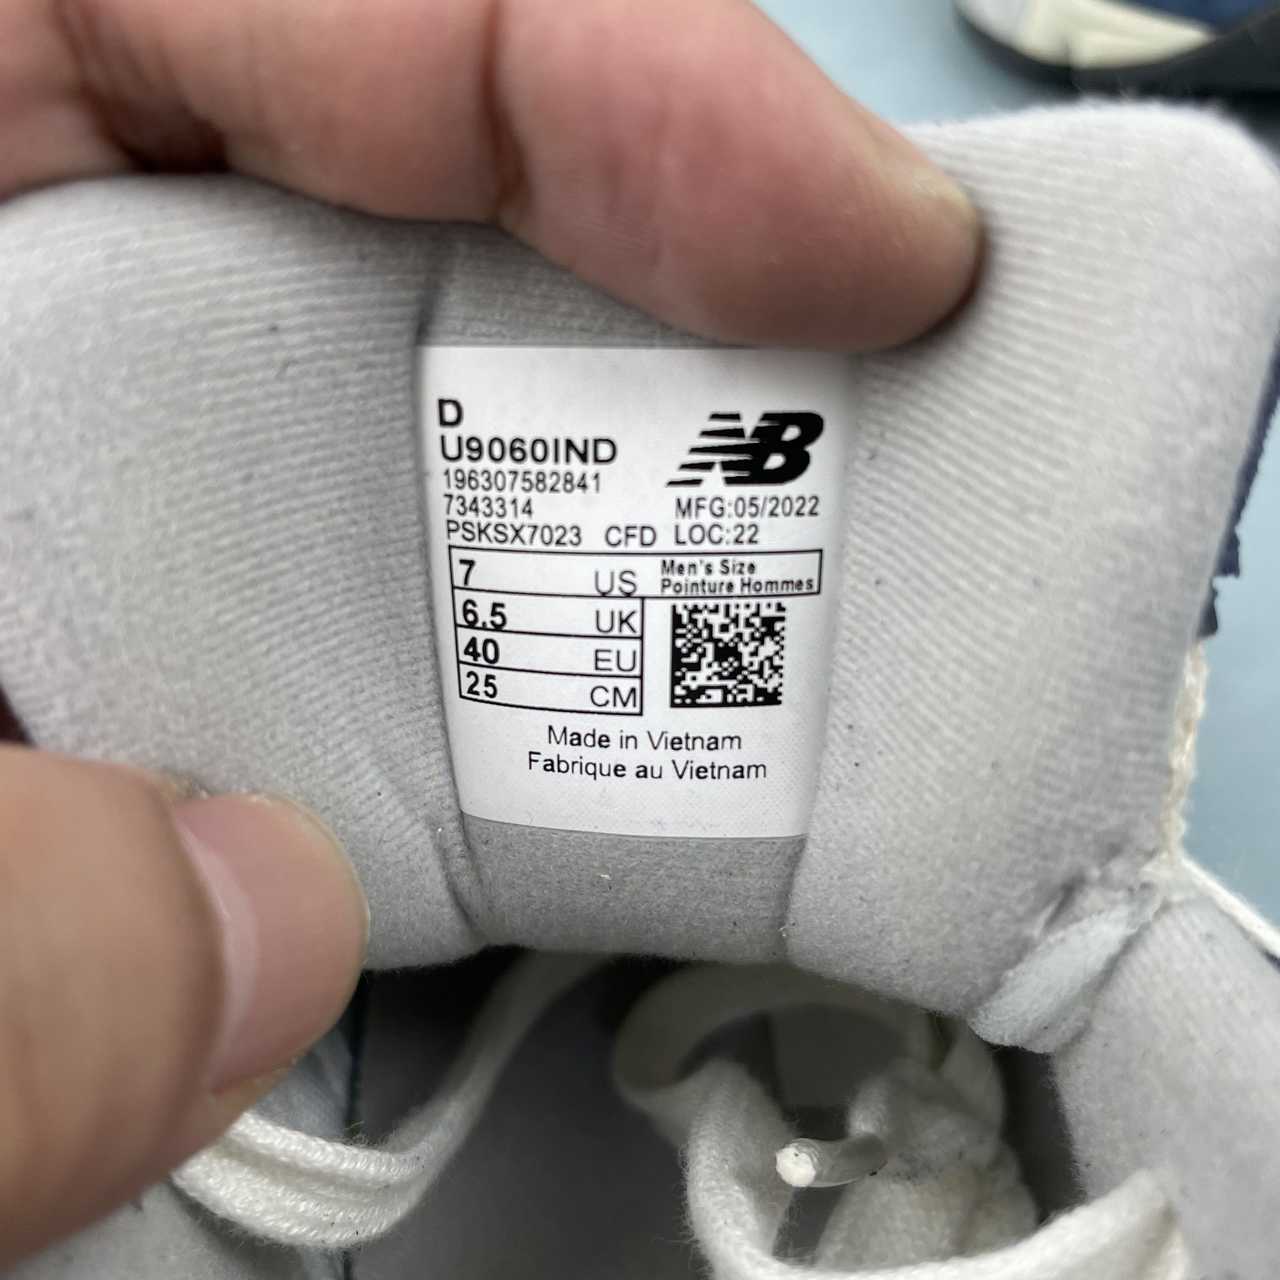 D
U9060IND
NB
196307582841
7343314
MFG:05/2022
PSKSX7023 CFD LOC:22
7 US Men's Size
Pointure Hommes
6.5 UK
40 EU
25 CM
Made in Vietnam
Fabrique au Vietnam